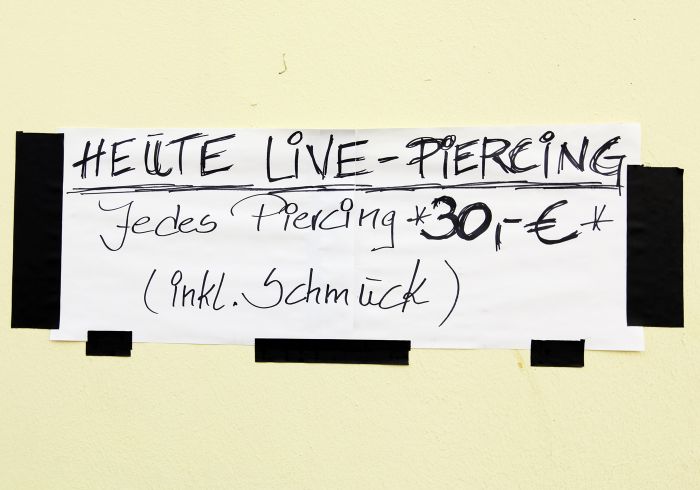 HEUTE LiVE-PiERCiNG
Jedes Piercing *30,-€*
(inkl. Schmuck)